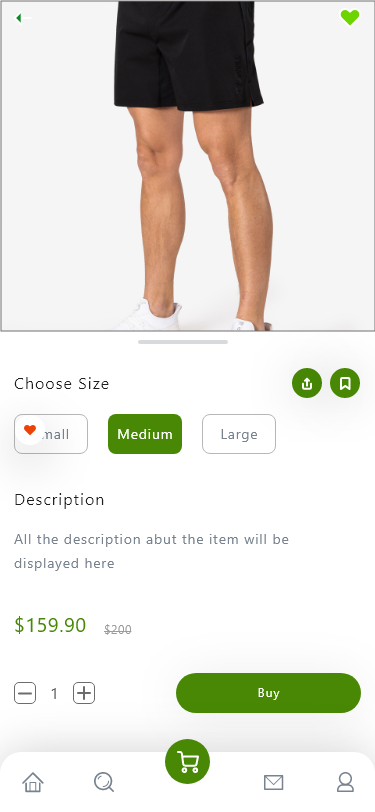 Choose Size
Medium
Large
Description
All the description abut the item will be
displayed here
$159.90 $200
1
Buy